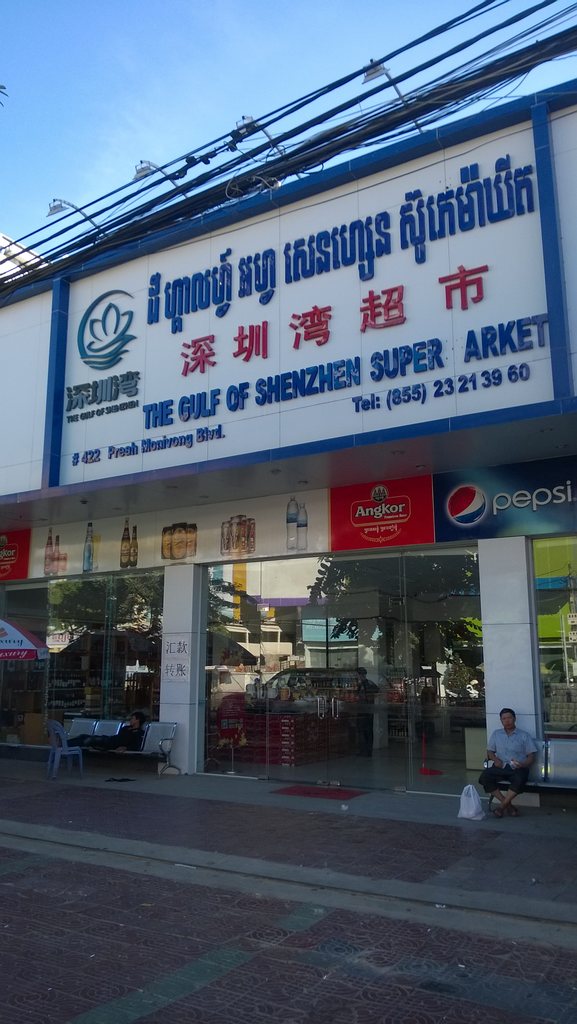 ឌឹ ហ្គាលហ្វ៍ អហ្វ សេនហ្សេន ស៊ុភើម៉ាឃីត
深圳湾超市
深圳湾
THE GULF OF SHENZHEN
THE GULF OF SHENZHEN SUPER ARKET
Tel: (855) 23 21 39 60
# 422 Preah Monivong Blvd.
Angkor
pepsi
汇款
转账